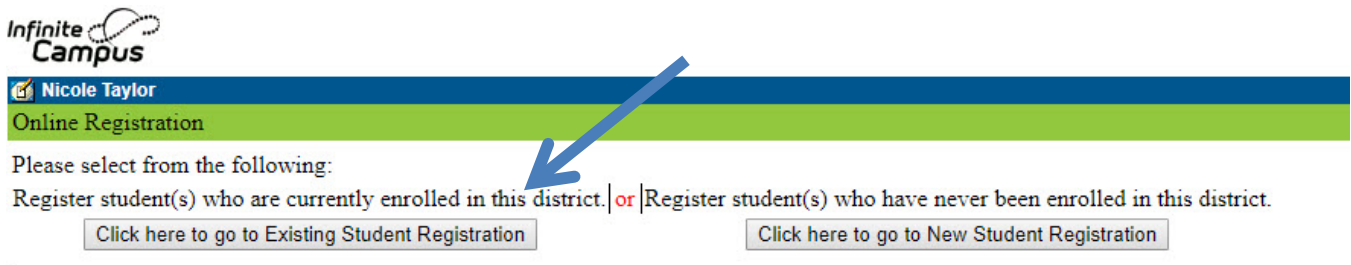 Infinite
Campus
Nicole Taylor
Online Registration
Please select from the following:
Register student(s) who are currently enrolled in this district. or Register student(s) who have never been enrolled in this district.
Click here to go to Existing Student Registration Click here to go to New Student Registration